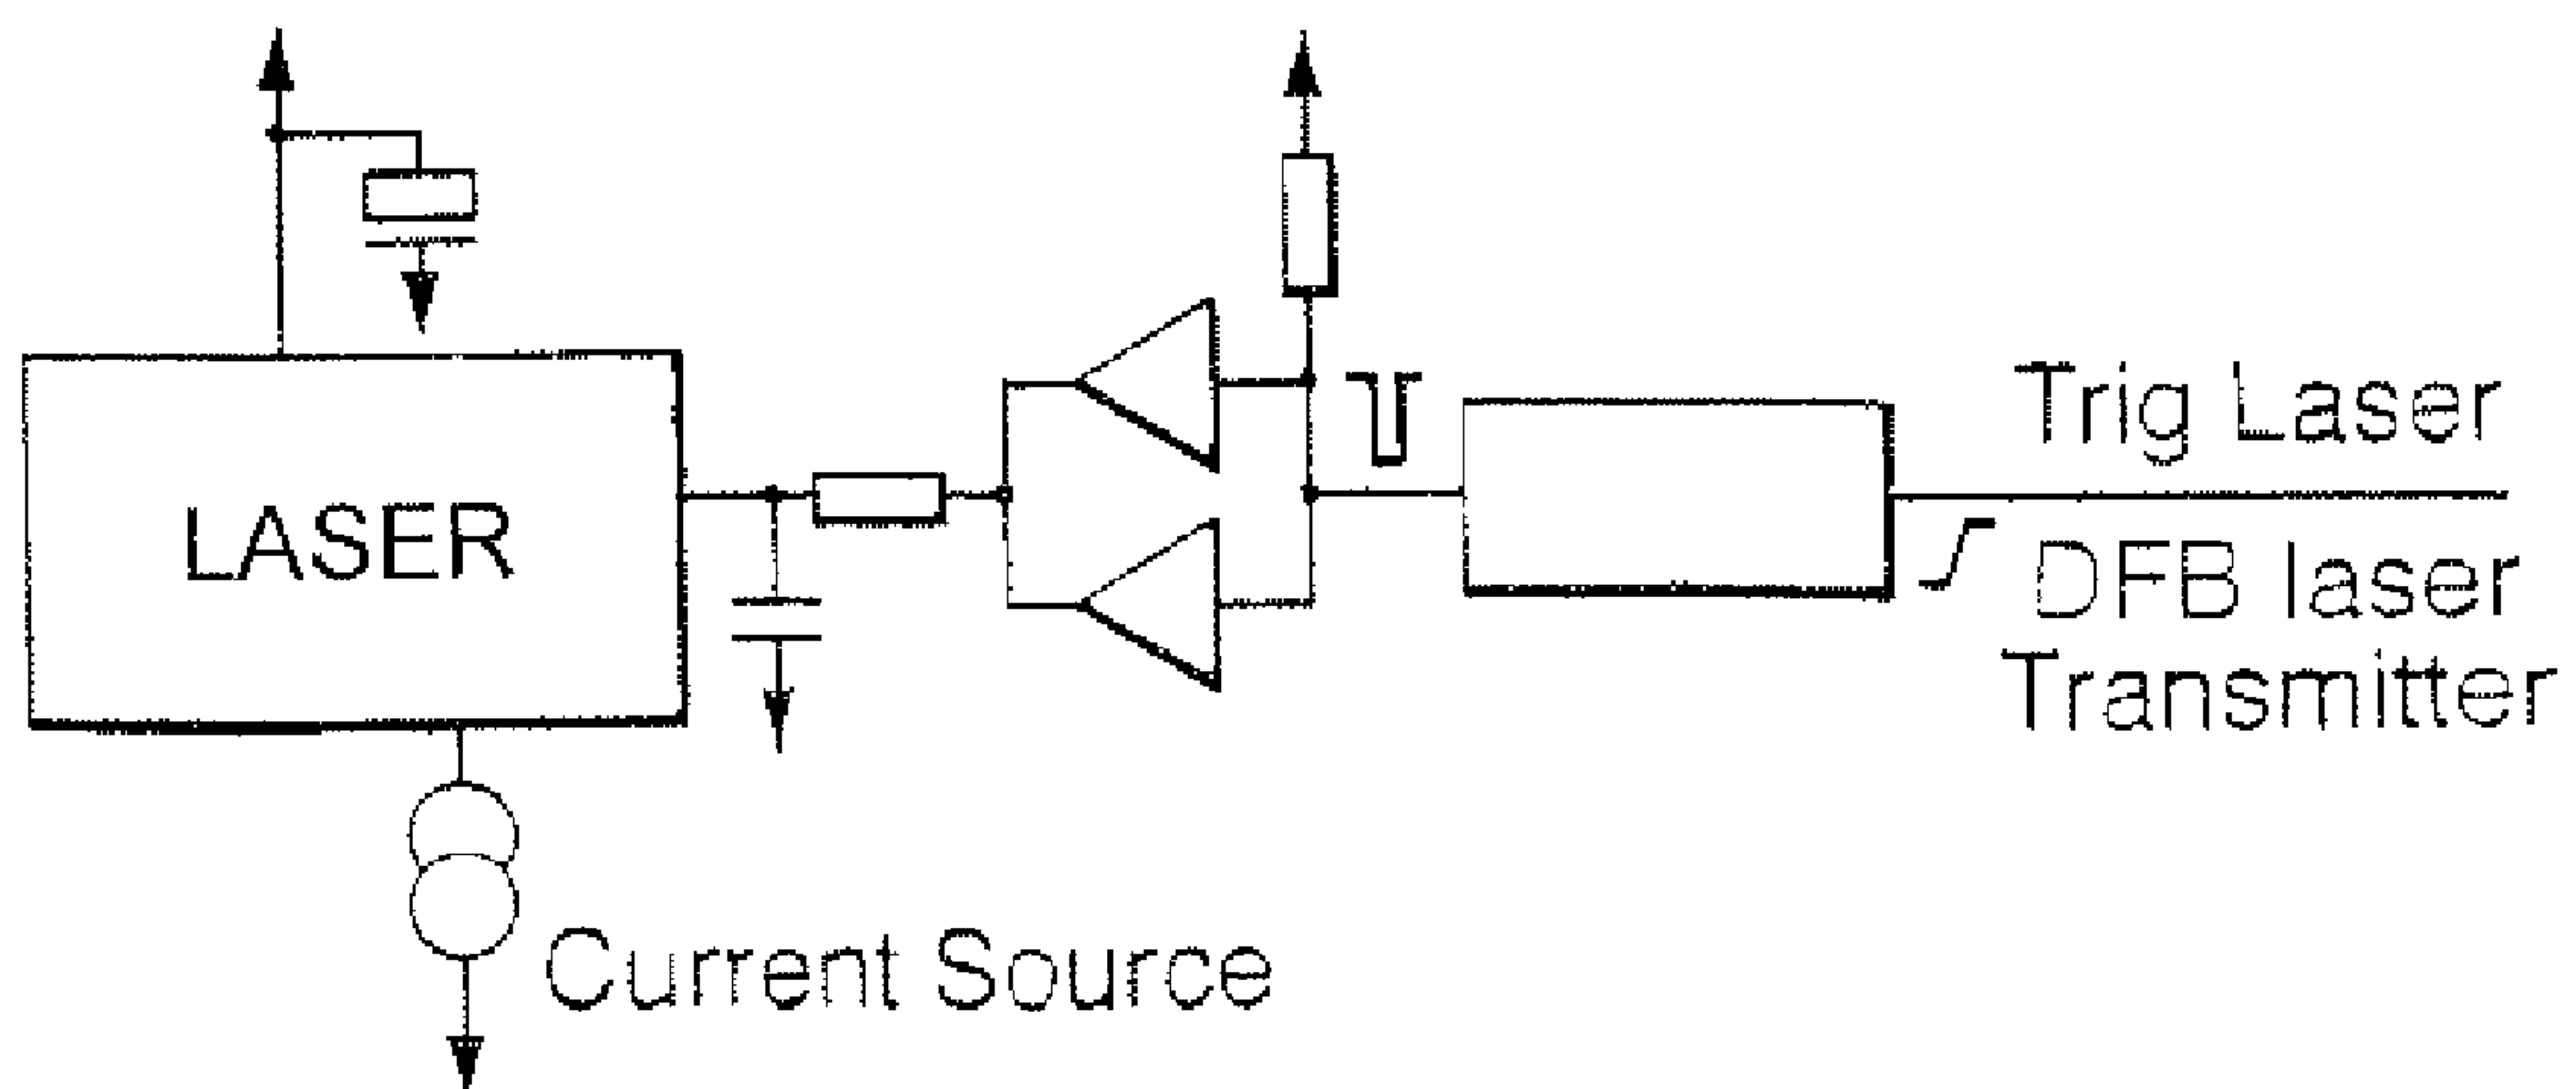 LASER
Trig Laser
DFB laser
Transmitter
Current Source